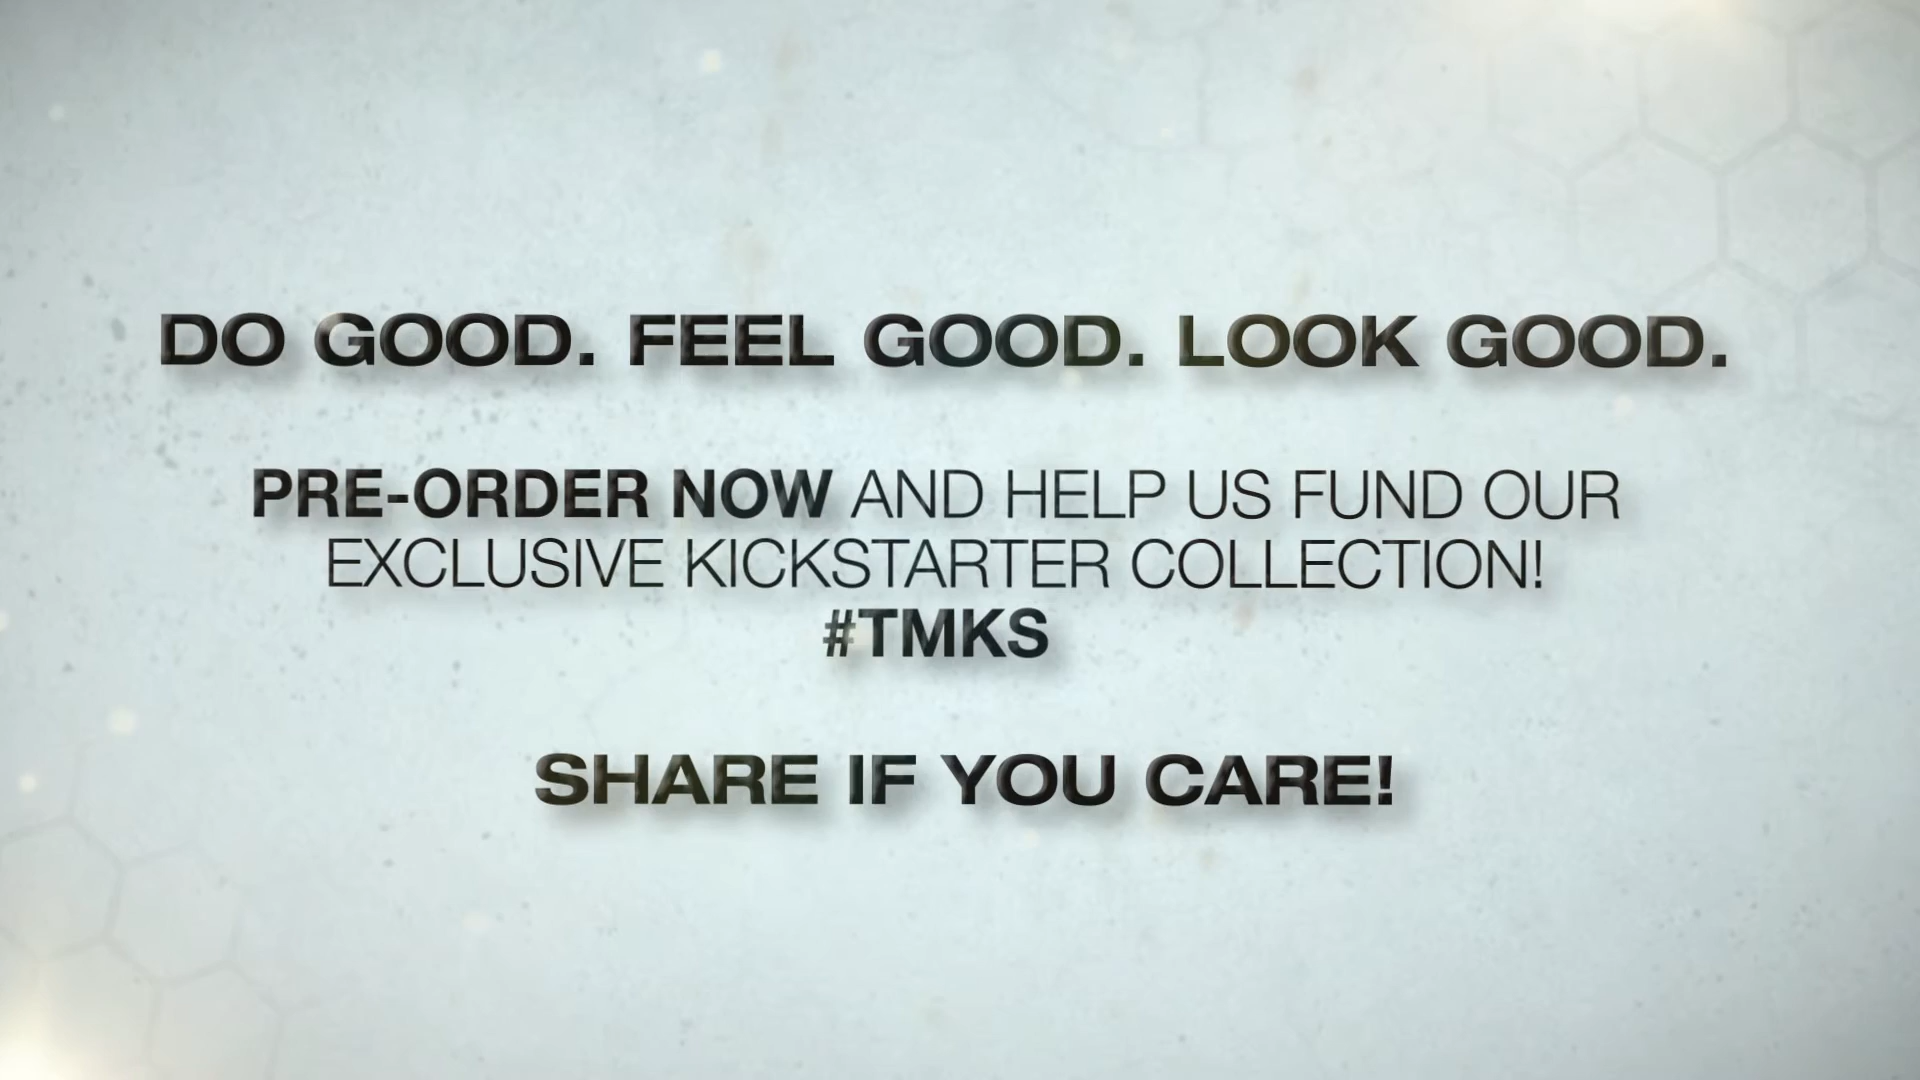 DO GOOD. FEEL GOOD. LOOK GOOD.
PRE-ORDER NOW AND HELP US FUND OUR
EXCLUSIVE KICKSTARTER COLLECTION!
#TMKS
SHARE IF YOU CARE!